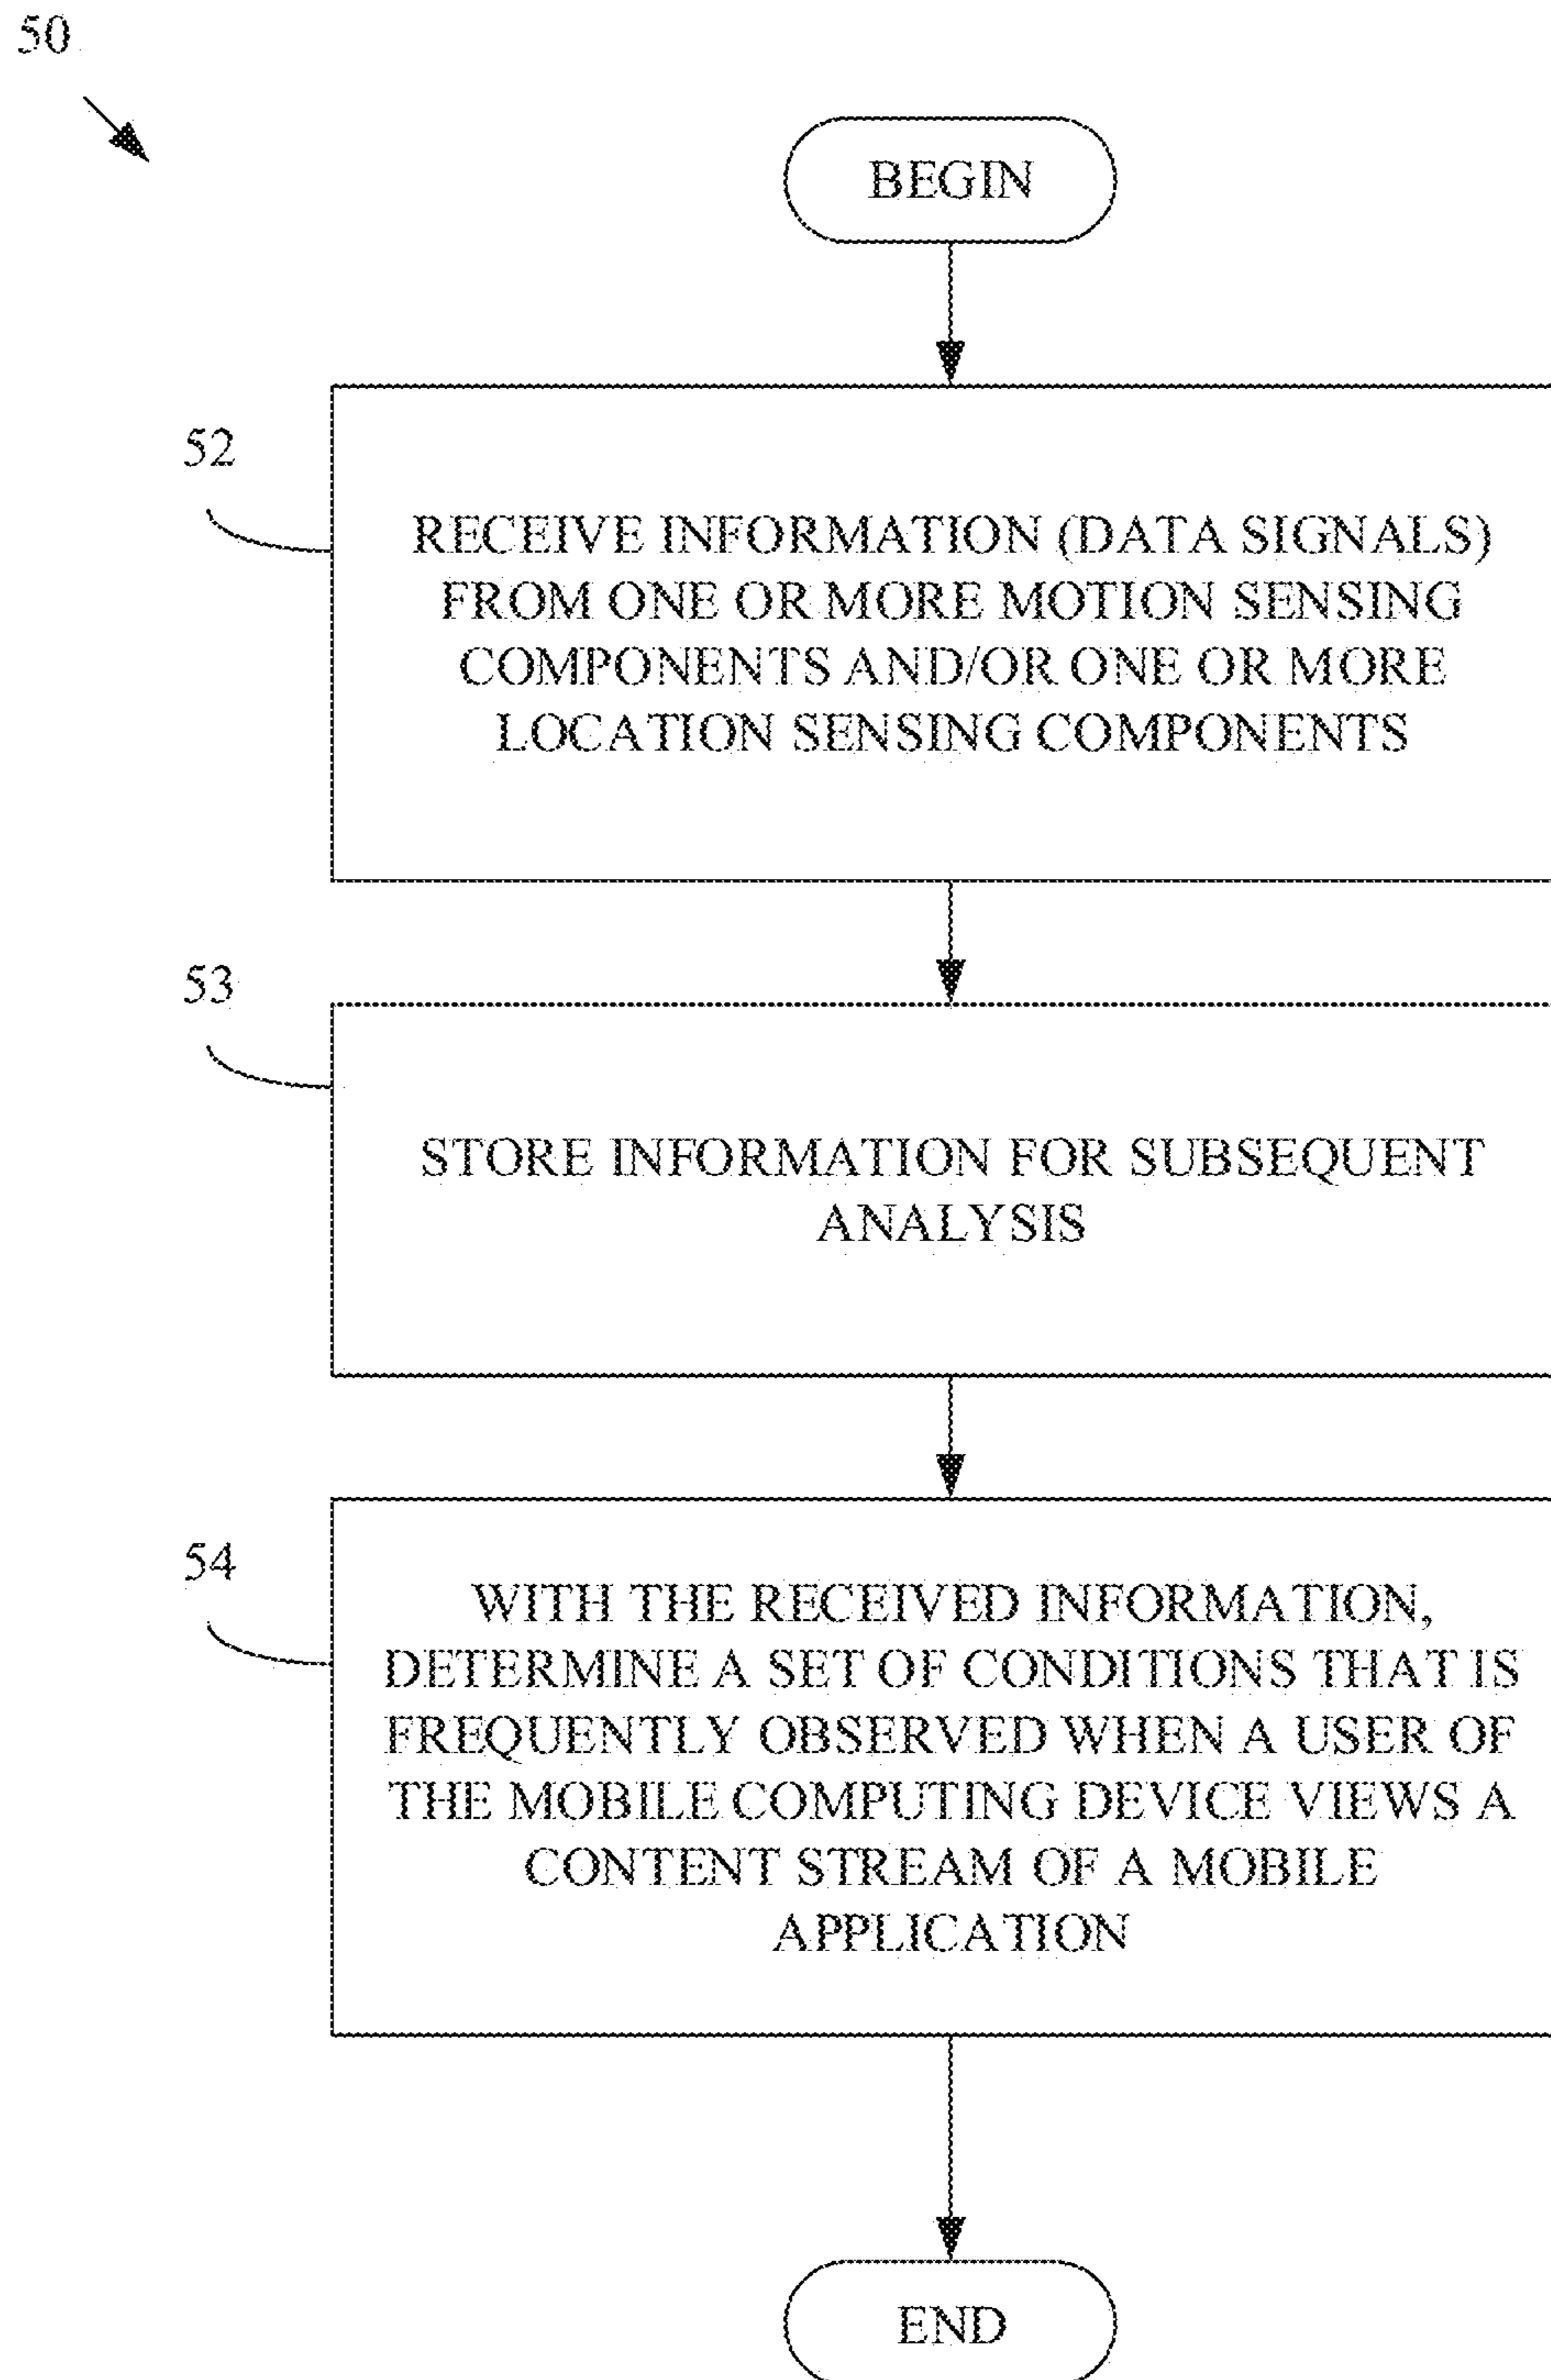 50
BEGIN
52
RECEIVE INFORMATION (DATA SIGNALS)
FROM ONE OR MORE MOTION SENSING
COMPONENTS AND/OR ONE OR MORE
LOCATION SENSING COMPONENTS
53
STORE INFORMATION FOR SUBSEQUENT
ANALYSIS
54
WITH THE RECEIVED INFORMATION,
DETERMINE A SET OF CONDITIONS THAT IS
FREQUENTLY OBSERVED WHEN A USER OF
THE MOBILE COMPUTING DEVICE VIEWS A
CONTENT STREAM OF A MOBILE
APPLICATION
END